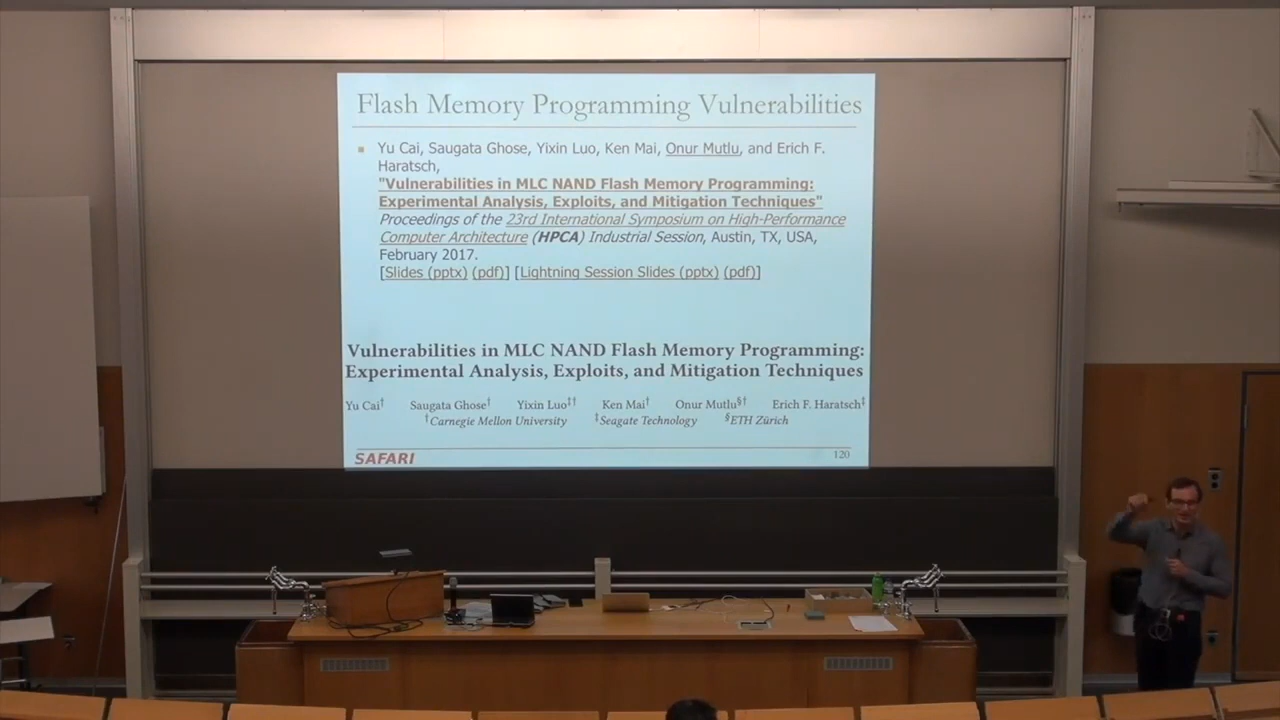 Flash Memory Programming Vulnerabilities
Yu Cai, Saugata Ghose, Yixin Luo, Ken Mai, Onur Mutlu, and Erich F.
Haratsch,
"Vulnerabilities in MLC NAND Flash Memory Programming:
Experimental Analysis, Exploits, and Mitigation Techniques"
Proceedings of the 23rd International Symposium on High-Performance
Computer Architecture (HPCA) Industrial Session, Austin, TX, USA,
February 2017.
[Slides (pptx) (pdf)] [Lightning Session Slides (pptx) (pdf)]
Vulnerabilities in MLC NAND Flash Memory Programming:
Experimental Analysis, Exploits, and Mitigation Techniques
Yu Cai† Saugata Ghose† Yixin Luo‡† Ken Mai† Onur Mutlu§† Erich F. Haratsch‡
†Carnegie Mellon University ‡Seagate Technology §ETH Zürich
SAFARI 120